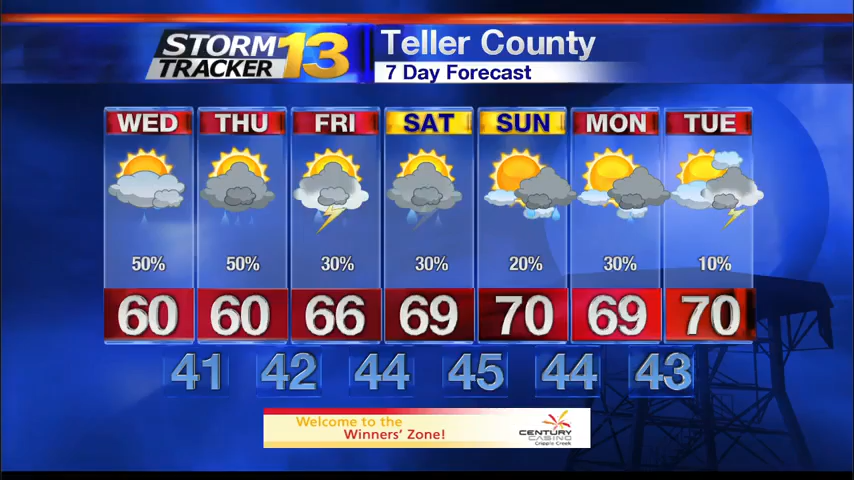 STORM
TRACKER
13
Teller County
7 Day Forecast
WED THU FRI SAT SUN MON TUE
50% 50% 30% 30% 20% 30% 10%
60 60 66 69 70 69 70
41 42 44 45 44 43
Welcome to the
Winners' Zone!
CENTURY
CASINO
Cripple Creek